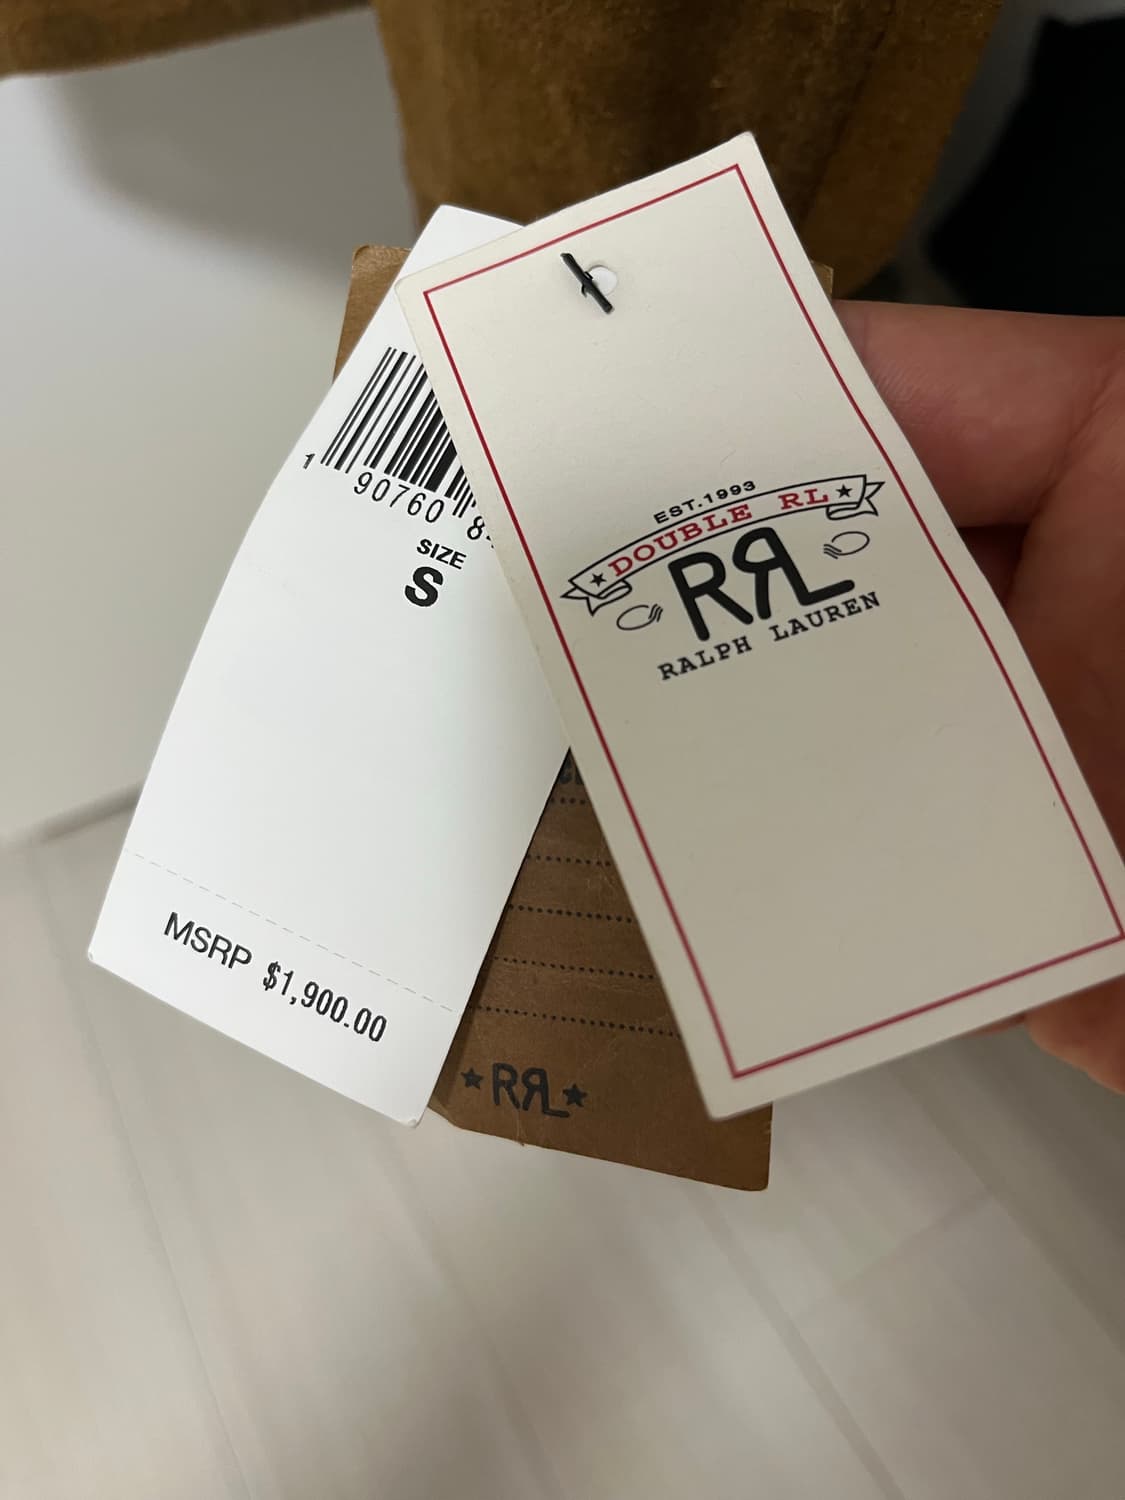 1 90760 8
SIZE
S
MSRP $1,900.00
EST.1993
★ DOUBLE RL ★
RRL
RALPH LAUREN
★ RRL ★